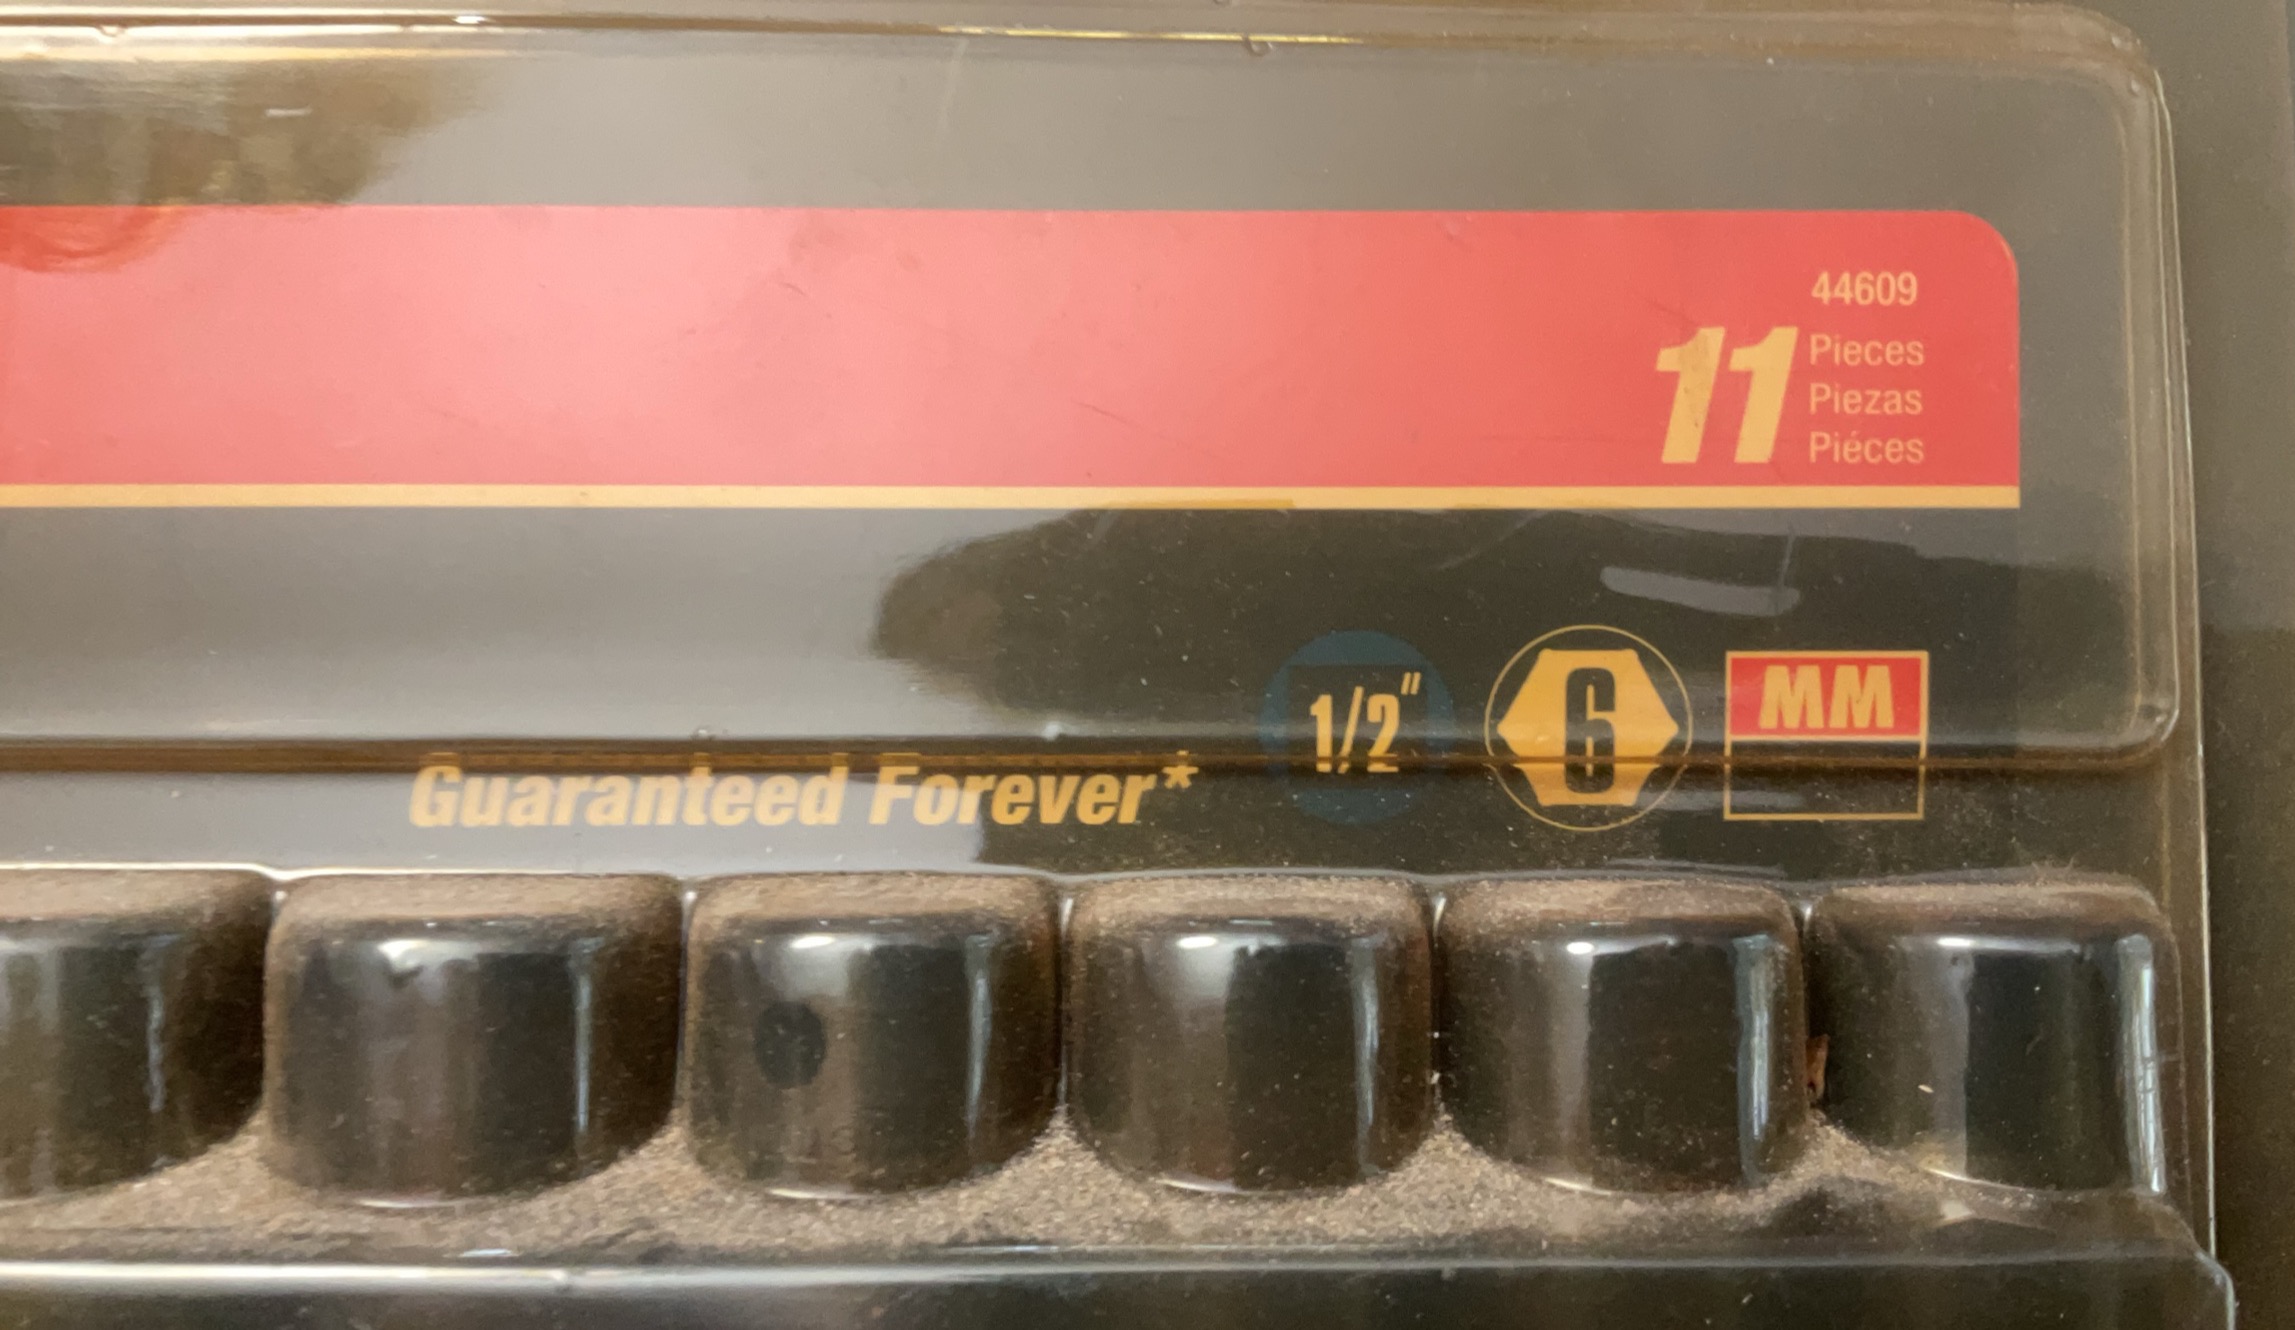 44609
11 Pieces
Piezas
Piéces
1/2"
6
MM
Guaranteed Forever*